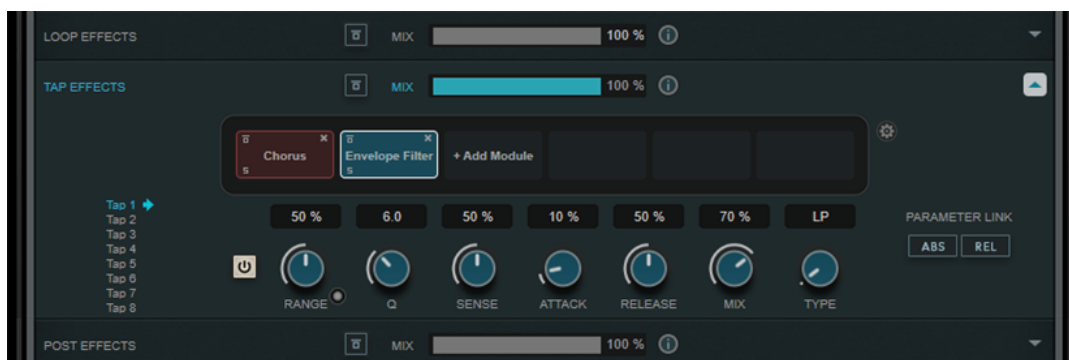 LOOP EFFECTS MIX 100 %
TAP EFFECTS MIX 100 %
Chorus
S
Envelope Filter
S
+ Add Module
Tap 1
Tap 2
Tap 3
Tap 4
Tap 5
Tap 6
Tap 7
Tap 8
50 % 6.0 50 % 10 % 50 % 70 % LP
RANGE Q SENSE ATTACK RELEASE MIX TYPE
PARAMETER LINK
ABS REL
POST EFFECTS MIX 100 %